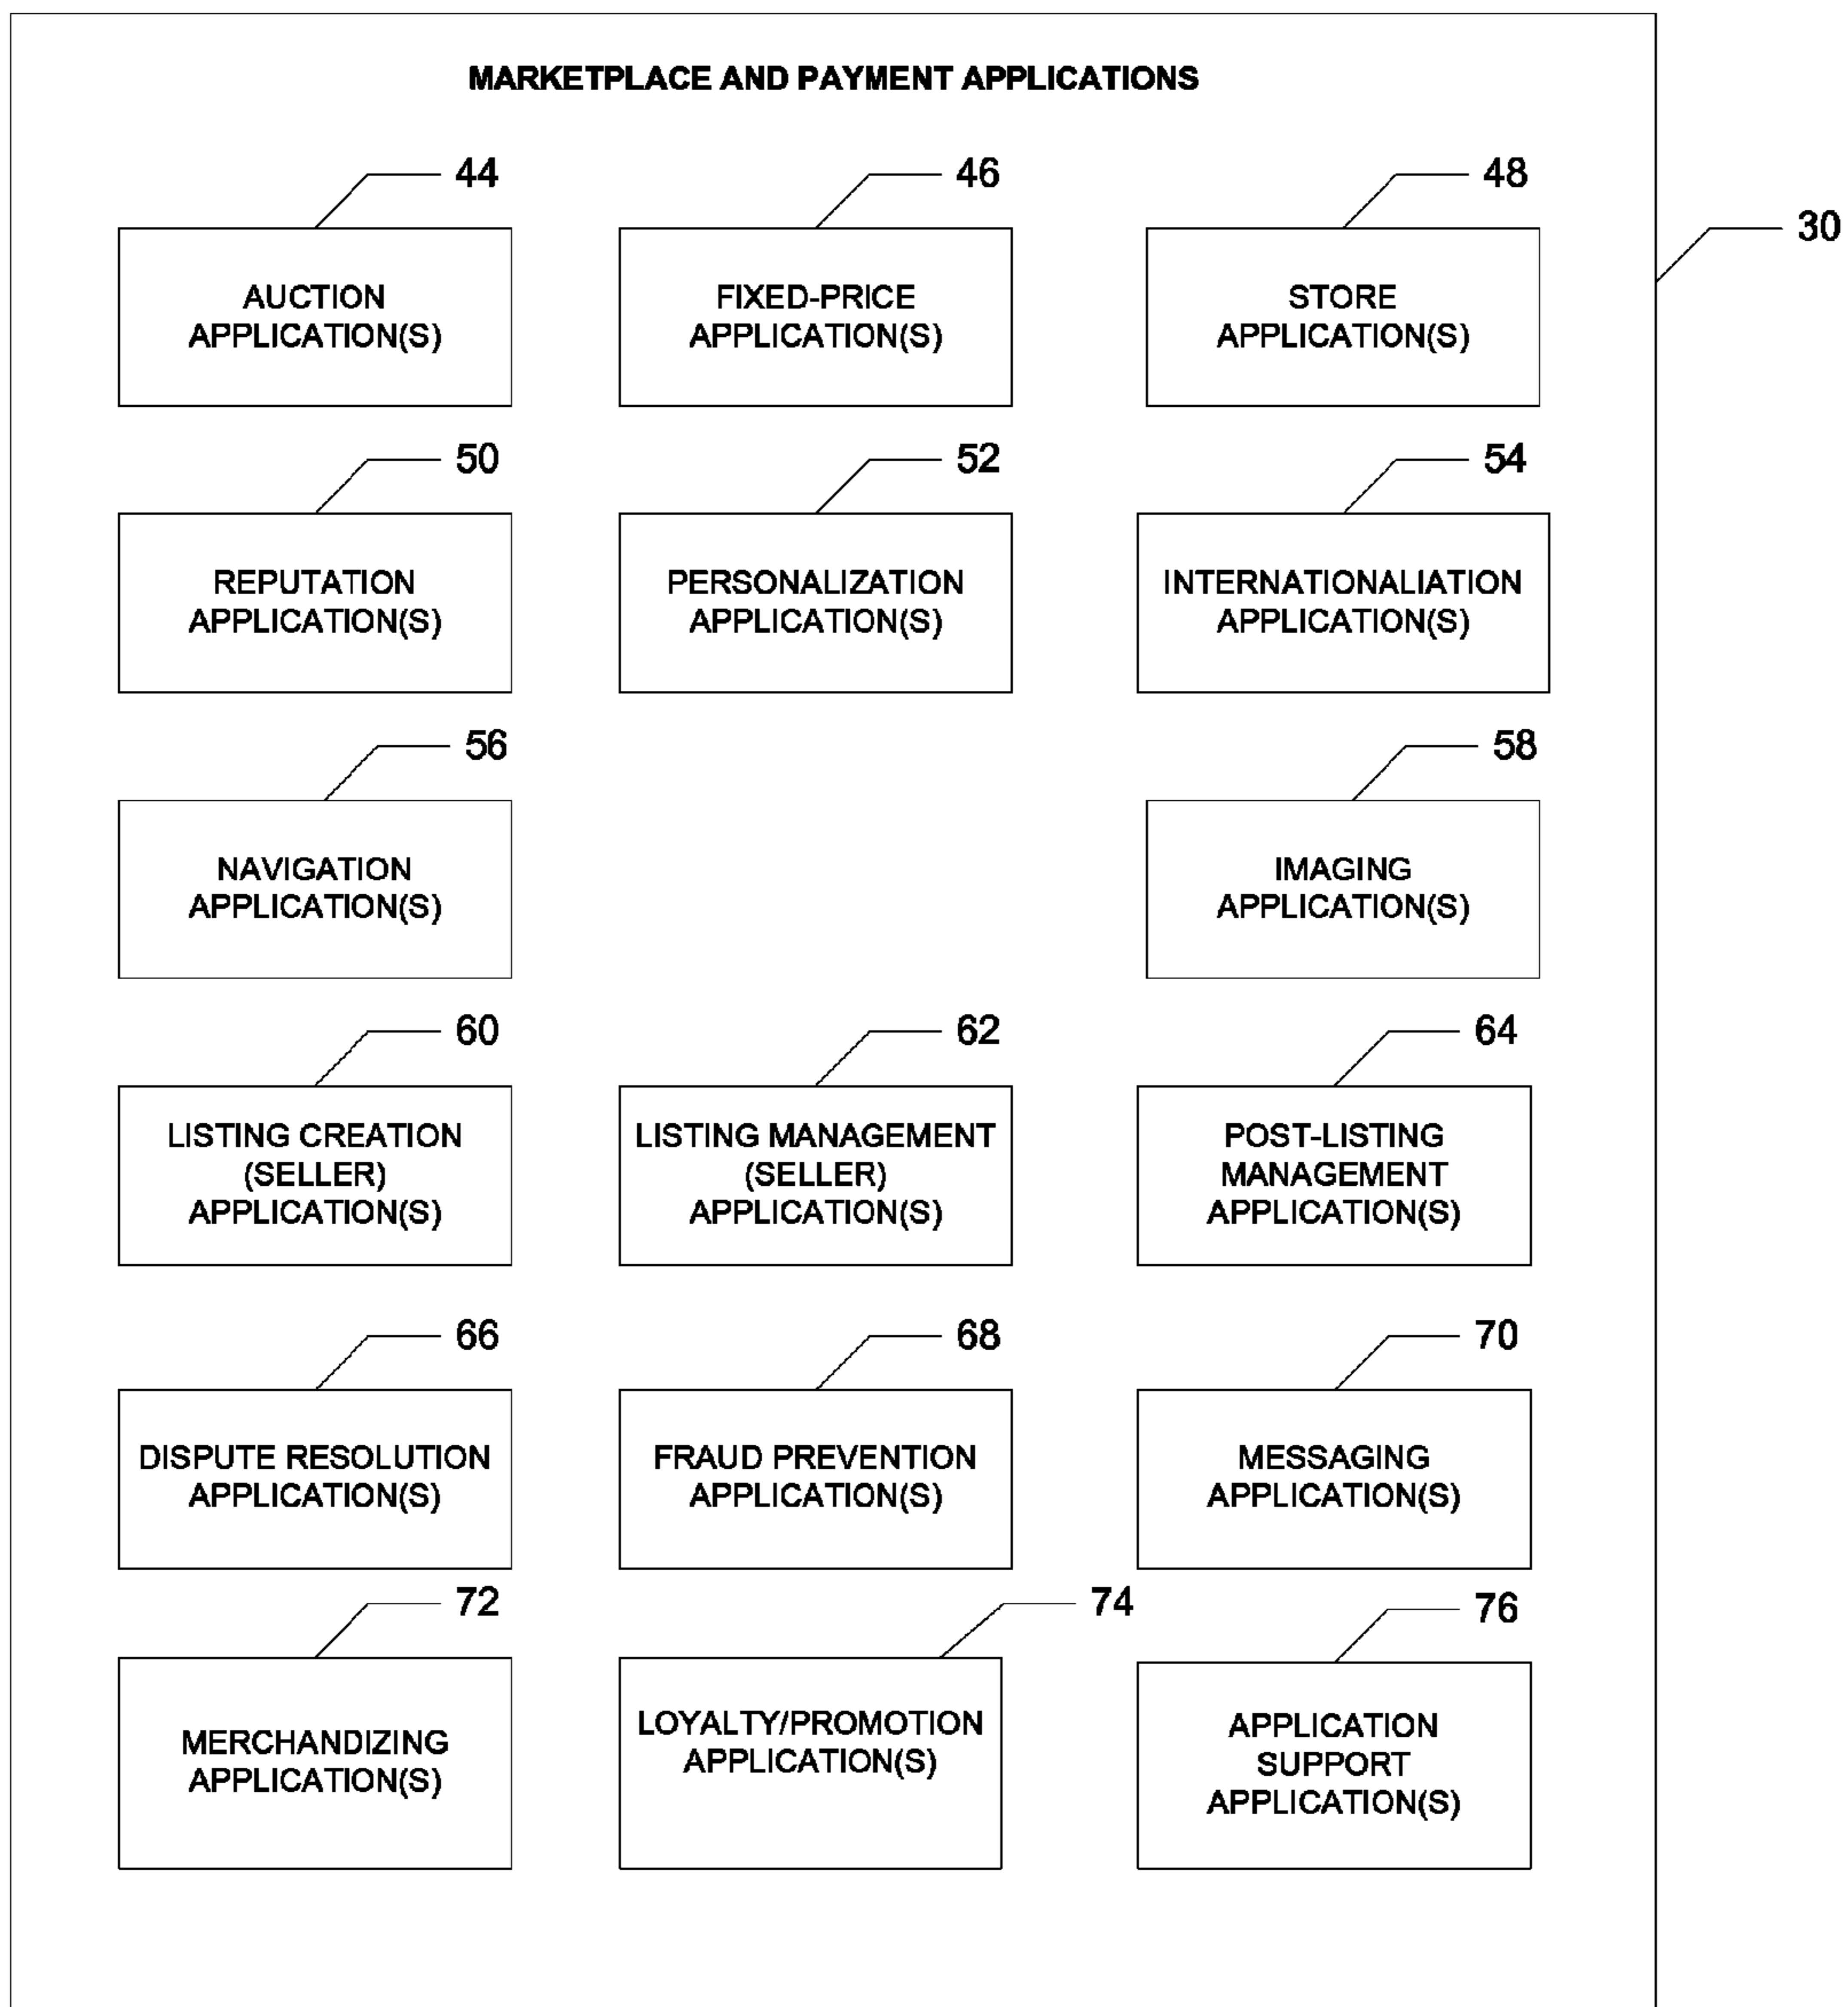 MARKETPLACE AND PAYMENT APPLICATIONS
30
44
AUCTION
APPLICATION(S)
46
FIXED-PRICE
APPLICATION(S)
48
STORE
APPLICATION(S)
50
REPUTATION
APPLICATION(S)
52
PERSONALIZATION
APPLICATION(S)
54
INTERNATIONALIATION
APPLICATION(S)
56
NAVIGATION
APPLICATION(S)
58
IMAGING
APPLICATION(S)
60
LISTING CREATION
(SELLER)
APPLICATION(S)
62
LISTING MANAGEMENT
(SELLER)
APPLICATION(S)
64
POST-LISTING
MANAGEMENT
APPLICATION(S)
66
DISPUTE RESOLUTION
APPLICATION(S)
68
FRAUD PREVENTION
APPLICATION(S)
70
MESSAGING
APPLICATION(S)
72
MERCHANDIZING
APPLICATION(S)
74
LOYALTY/PROMOTION
APPLICATION(S)
76
APPLICATION
SUPPORT
APPLICATION(S)